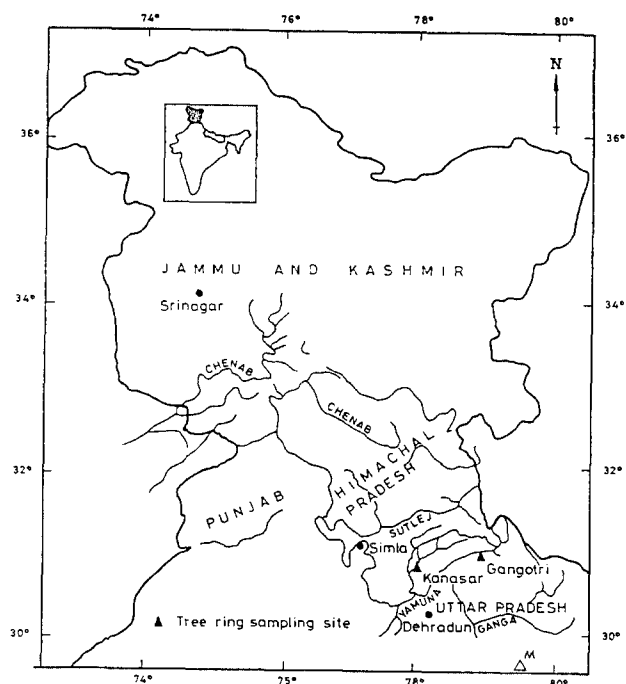 74° 76° 78° 80°
N
36° 36°
JAMMU AND KASHMIR
34° 34°
Srinagar
CHENAB
CHENAB
HIMACHAL
PRADESH
32° 32°
PUNJAB
SUTLEJ
Simla
Gangotri
Kanasar
YAMUNA
UTTAR PRADESH
Tree ring sampling site
Dehradun
GANGA
30° 30°
M
74° 75° 78° 80°